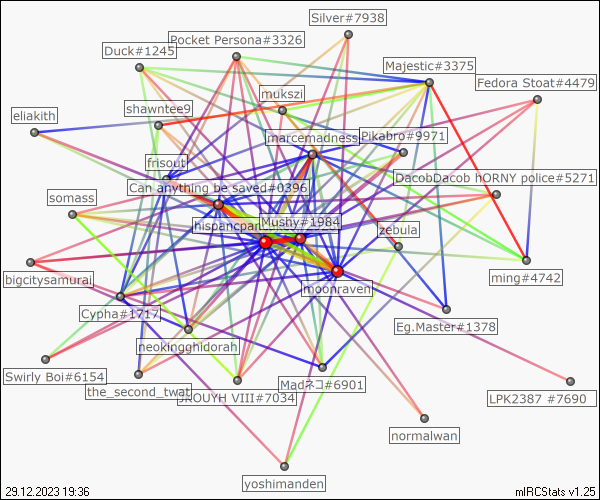 Silver#7938
Pocket Persona#3326
Duck#1245
Majestic#3375
Fedora Stoat#4479
mukszi
shawntee9
eliakith
marcemadness
Pikabro#9971
frisout
DacobDacob hORNY police#5271
Can anything be saved#0396
somass
Mushy#1984
hispanicpan
zebula
bigcitysamurai
ming#4742
moonraven
Cypha#1717
Eg.Master#1378
neokingghidorah
Swirly Boi#6154
Madネコ#6901
the_second_twat
JROUYH VIII#7034
LPK2387 #7690
normalwan
yoshimanden
29.12.2023 19:36
mIRCStats v1.25